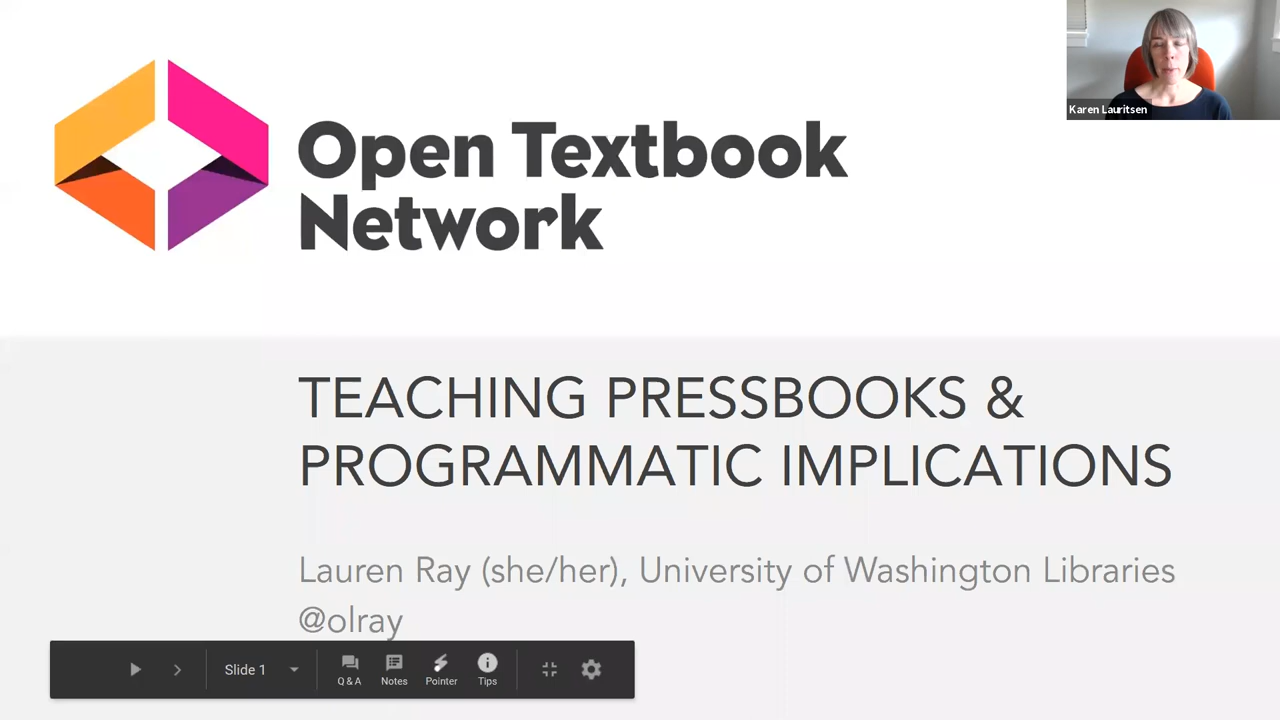 Karen Lauritsen
Open Textbook
Network
TEACHING PRESSBOOKS &
PROGRAMMATIC IMPLICATIONS
Lauren Ray (she/her), University of Washington Libraries
@olray
Slide 1
Q & A
Notes
Pointer
Tips